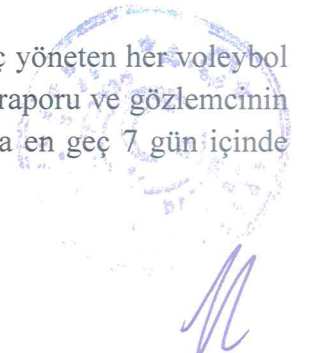 ç yöneten her voleybol
raporu ve gözlemcinin
a en geç 7 gün içinde